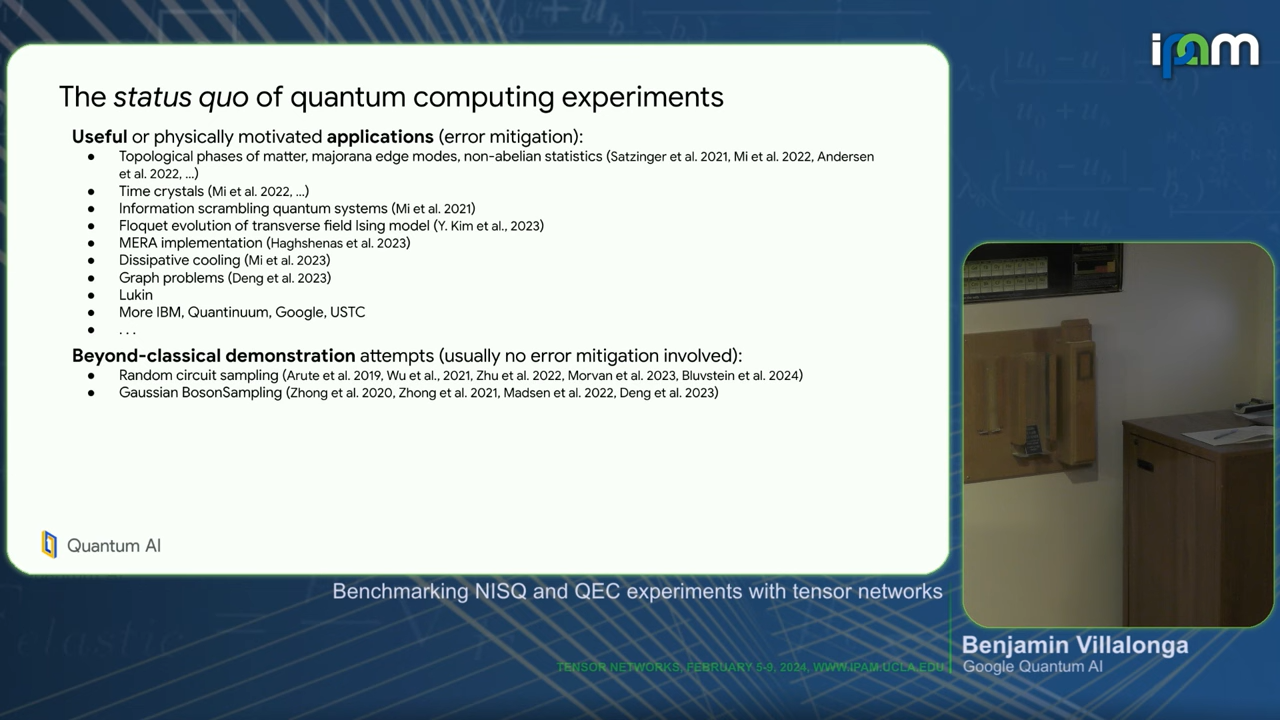 ipam
The status quo of quantum computing experiments
Useful or physically motivated applications (error mitigation):
● Topological phases of matter, majorana edge modes, non-abelian statistics (Satzinger et al. 2021, Mi et al. 2022, Andersen
et al. 2022, ...)
● Time crystals (Mi et al. 2022, ...)
● Information scrambling quantum systems (Mi et al. 2021)
● Floquet evolution of transverse field Ising model (Y. Kim et al., 2023)
● MERA implementation (Haghshenas et al. 2023)
● Dissipative cooling (Mi et al. 2023)
● Graph problems (Deng et al. 2023)
● Lukin
● More IBM, Quantinuum, Google, USTC
● . . .
Beyond-classical demonstration attempts (usually no error mitigation involved):
● Random circuit sampling (Arute et al. 2019, Wu et al., 2021, Zhu et al. 2022, Morvan et al. 2023, Bluvstein et al. 2024)
● Gaussian BosonSampling (Zhong et al. 2020, Zhong et al. 2021, Madsen et al. 2022, Deng et al. 2023)
Quantum AI
Benchmarking NISQ and QEC experiments with tensor networks
Benjamin Villalonga
Google Quantum AI
TENSOR NETWORKS, FEBRUARY 5-9, 2024, WWW.IPAM.UCLA.EDU
elastic